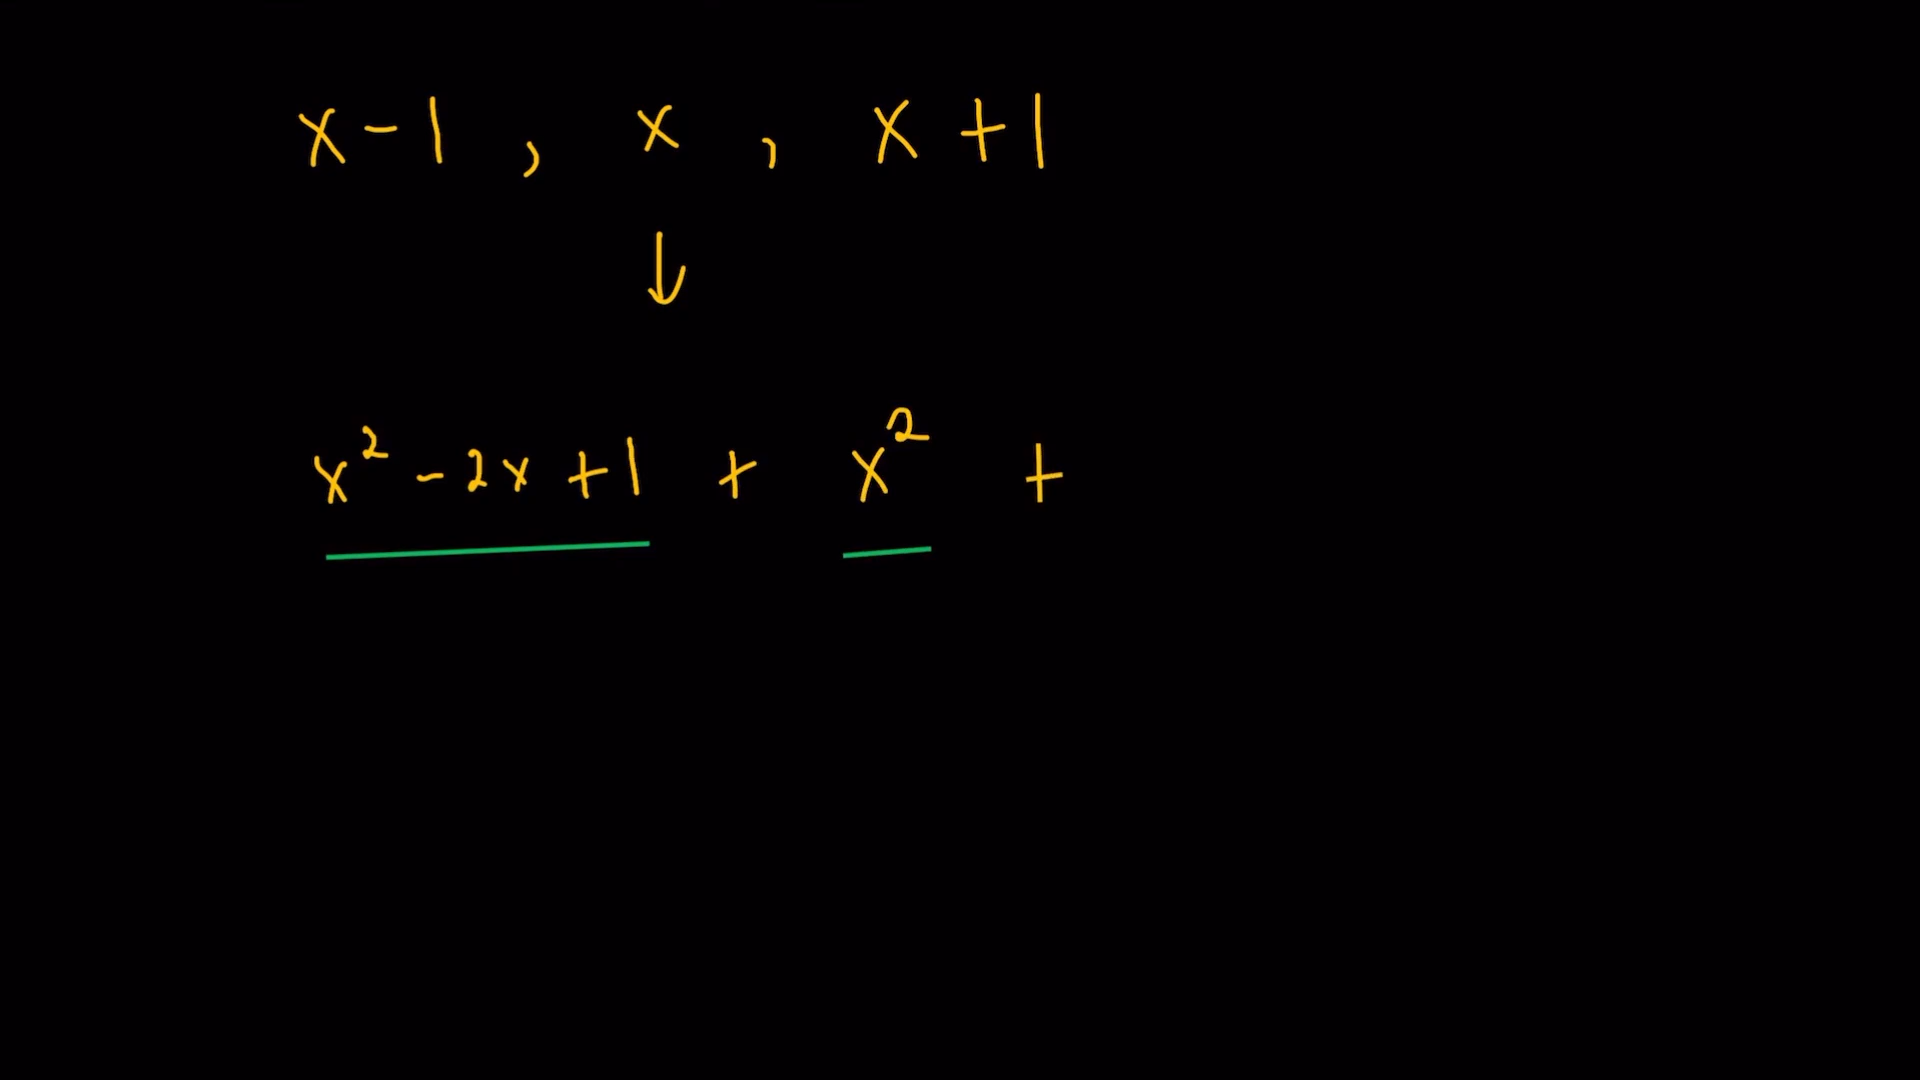 x-1 , x , x+1
↓
x² -2x +1 + x² +